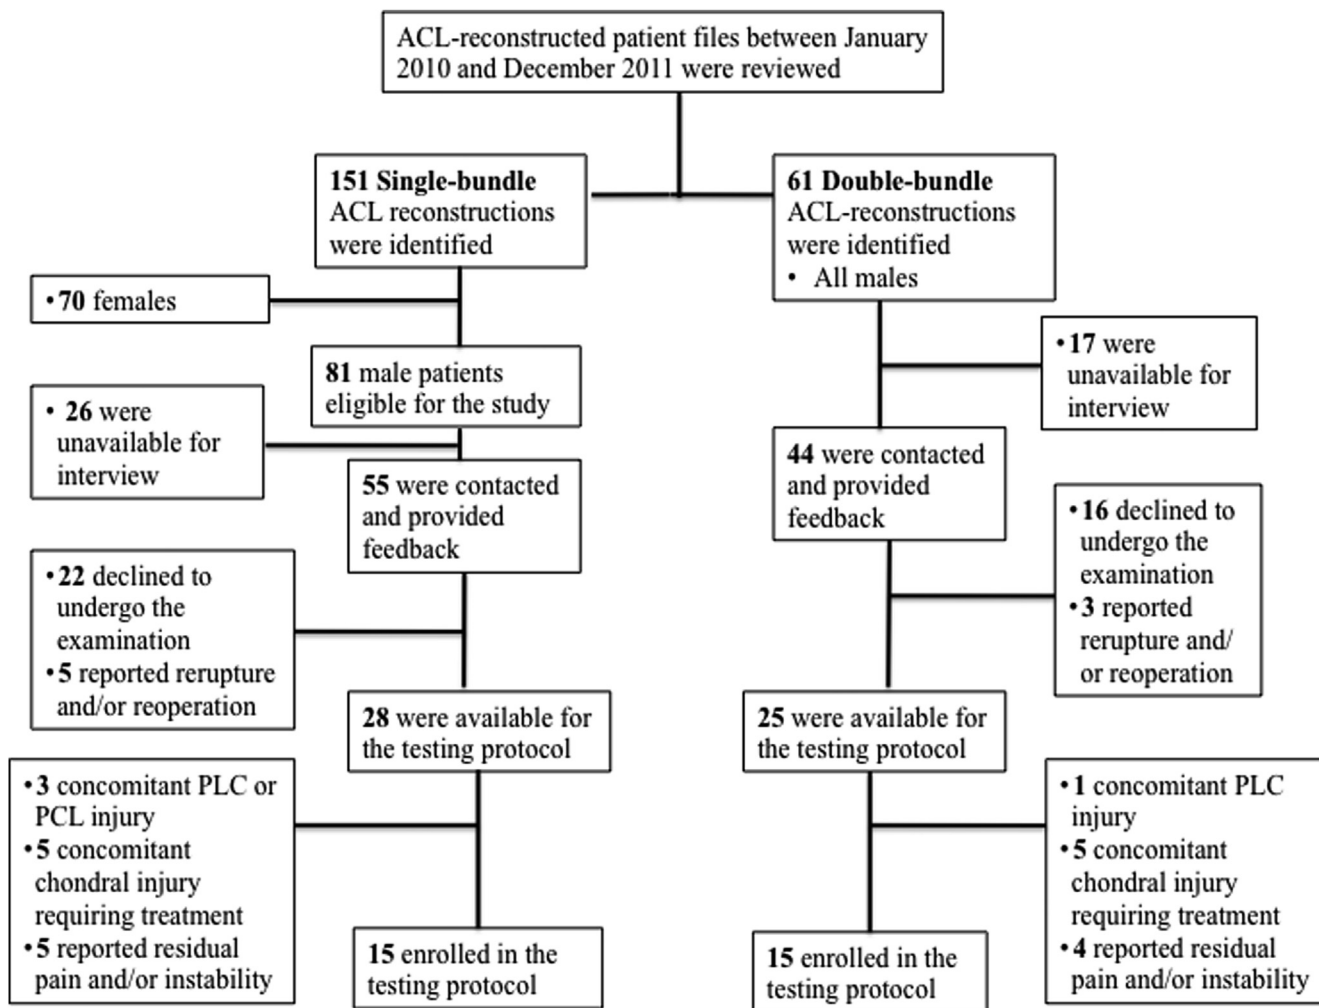 ACL-reconstructed patient files between January
2010 and December 2011 were reviewed
151 Single-bundle
ACL reconstructions
were identified
61 Double-bundle
ACL-reconstructions
were identified
• All males
•70 females
81 male patients
eligible for the study
•17 were
unavailable for
interview
• 26 were
unavailable for
interview
55 were contacted
and provided
feedback
44 were contacted
and provided
feedback
•22 declined to
undergo the
examination
•5 reported rerupture
and/or reoperation
•16 declined to
undergo the
examination
•3 reported
rerupture and/
or reoperation
28 were available for
the testing protocol
25 were available for
the testing protocol
•3 concomitant PLC or
PCL injury
•5 concomitant
chondral injury
requiring treatment
•5 reported residual
pain and/or instability
•1 concomitant PLC
injury
•5 concomitant
chondral injury
requiring treatment
•4 reported residual
pain and/or instability
15 enrolled in the
testing protocol
15 enrolled in the
testing protocol